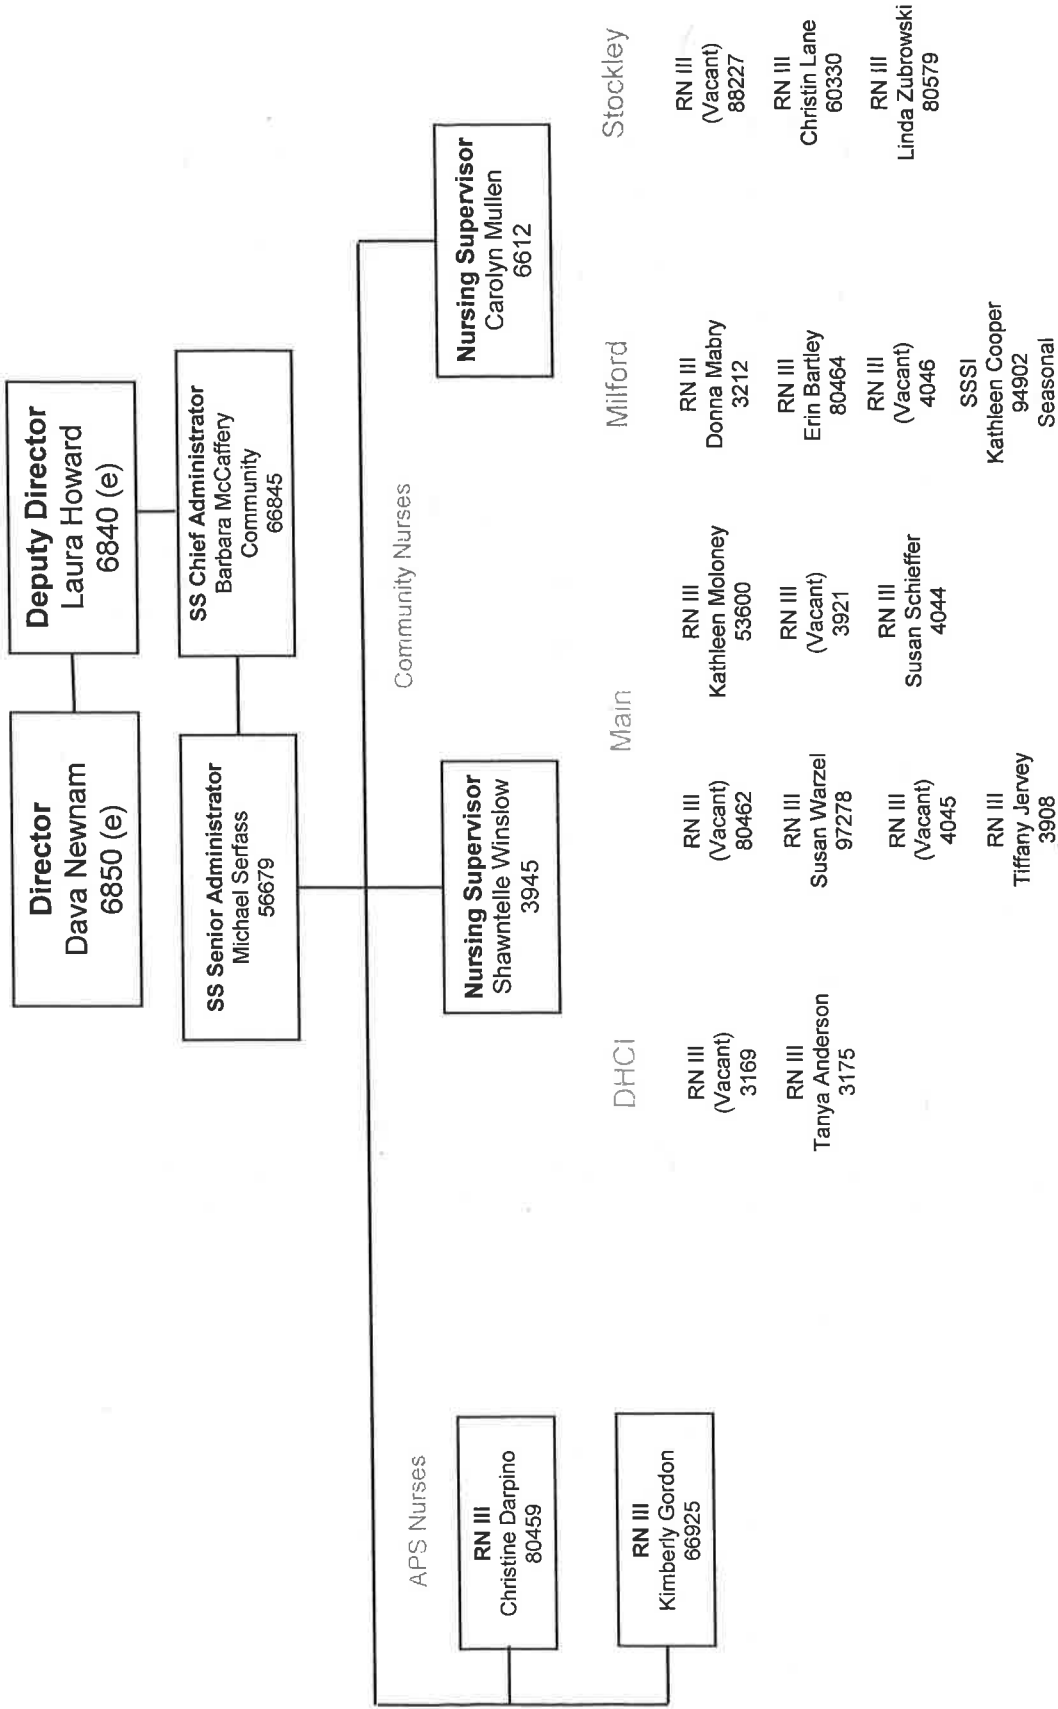 Director
Dava Newnam
6850 (e)
Deputy Director
Laura Howard
6840 (e)
SS Senior Administrator
Michael Serfass
56679
SS Chief Administrator
Barbara McCaffery
Community
66845
APS Nurses
Community Nurses
RN III
Christine Darpino
80459
RN III
Kimberly Gordon
66925
Nursing Supervisor
Shawntelle Winslow
3945
Nursing Supervisor
Carolyn Mullen
6612
DHCI
RN III
(Vacant)
3169
RN III
Tanya Anderson
3175
Main
RN III
(Vacant)
80462
RN III
Susan Warzel
97278
RN III
(Vacant)
4045
RN III
Tiffany Jervey
3908
RN III
Kathleen Moloney
53600
RN III
(Vacant)
3921
RN III
Susan Schieffer
4044
Milford
RN III
Donna Mabry
3212
RN III
Erin Bartley
80464
RN III
(Vacant)
4046
SSSI
Kathleen Cooper
94902
Seasonal
Stockley
RN III
(Vacant)
88227
RN III
Christin Lane
60330
RN III
Linda Zubrowski
80579